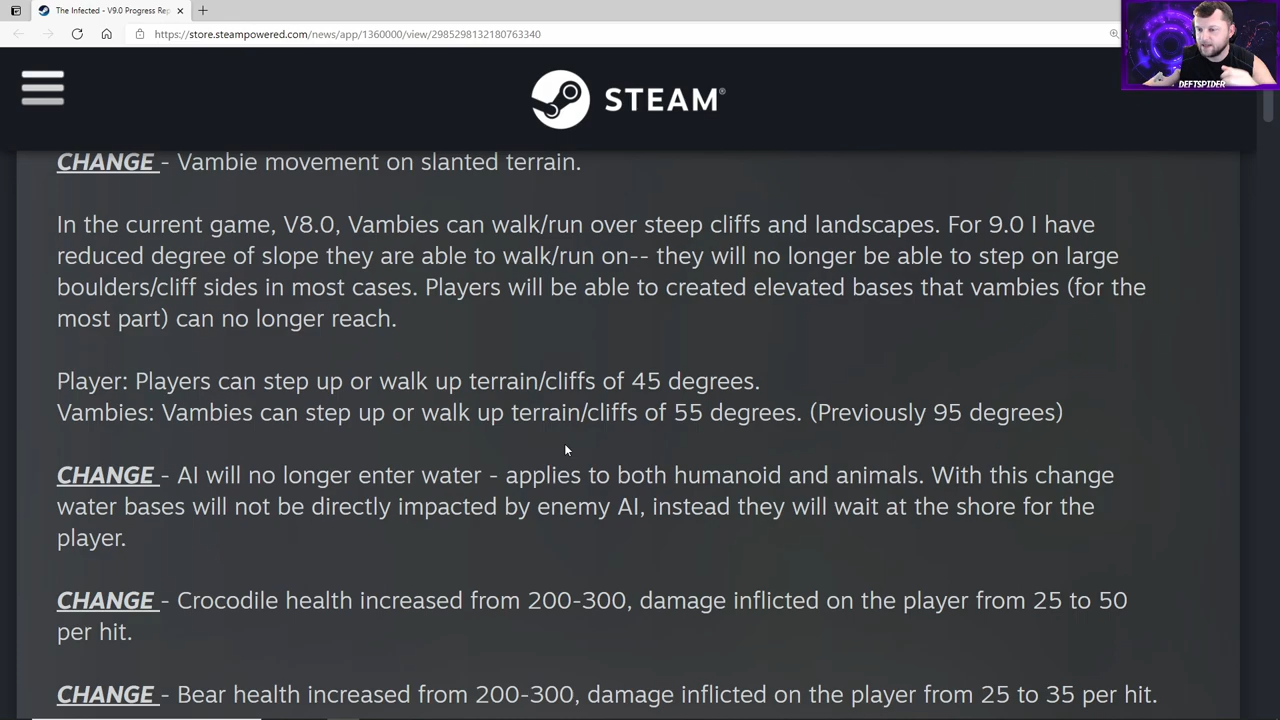 The Infected - V9.0 Progress Rep
https://store.steampowered.com/news/app/1360000/view/2985298132180763340
DEFTSPIDER
STEAM®
CHANGE - Vambie movement on slanted terrain.
In the current game, V8.0, Vambies can walk/run over steep cliffs and landscapes. For 9.0 I have
reduced degree of slope they are able to walk/run on-- they will no longer be able to step on large
boulders/cliff sides in most cases. Players will be able to created elevated bases that vambies (for the
most part) can no longer reach.
Player: Players can step up or walk up terrain/cliffs of 45 degrees.
Vambies: Vambies can step up or walk up terrain/cliffs of 55 degrees. (Previously 95 degrees)
CHANGE - AI will no longer enter water - applies to both humanoid and animals. With this change
water bases will not be directly impacted by enemy AI, instead they will wait at the shore for the
player.
CHANGE - Crocodile health increased from 200-300, damage inflicted on the player from 25 to 50
per hit.
CHANGE - Bear health increased from 200-300, damage inflicted on the player from 25 to 35 per hit.